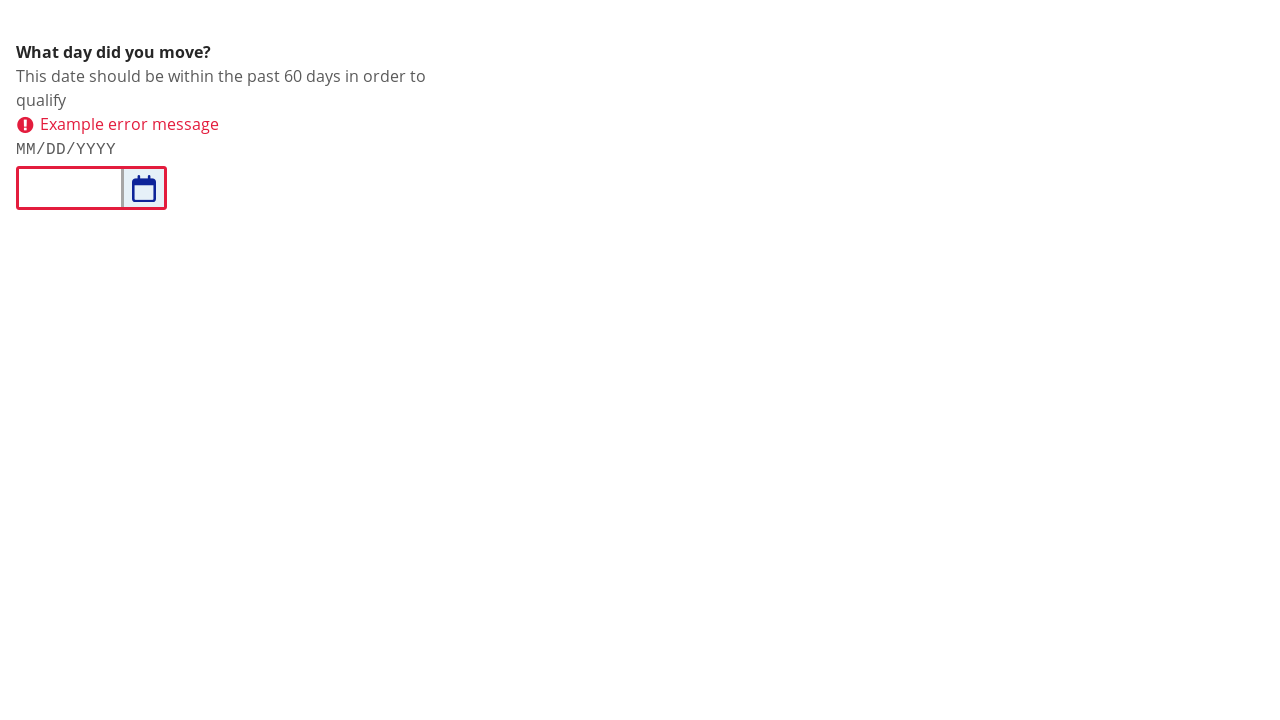 What day did you move?
This date should be within the past 60 days in order to
qualify
Example error message
MM/DD/YYYY